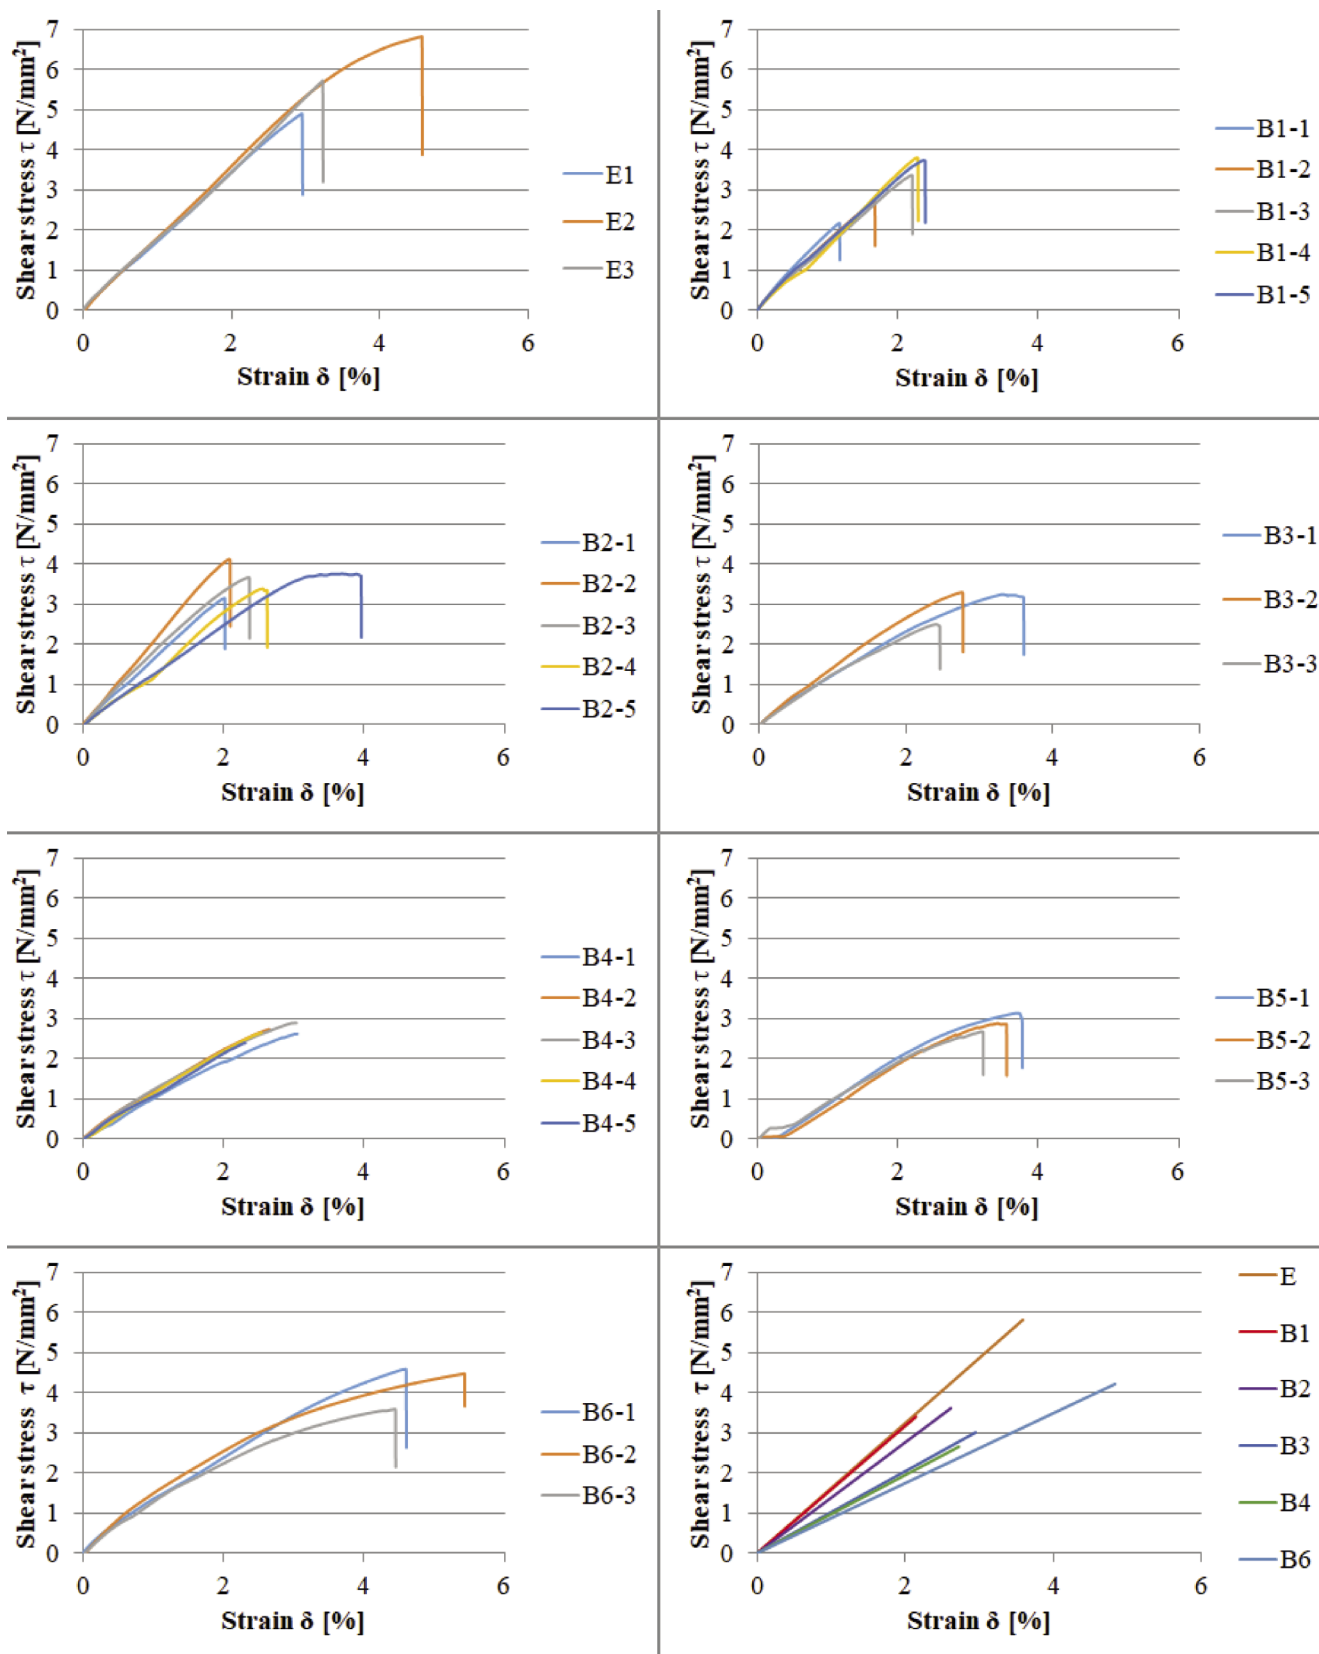 Shear stress τ [N/mm²]
7
6
5
4
3
2
1
0
0 2 4 6
Strain δ [%]
E1
E2
E3
Shear stress τ [N/mm²]
7
6
5
4
3
2
1
0
0 2 4 6
Strain δ [%]
B1-1
B1-2
B1-3
B1-4
B1-5
Shear stress τ [N/mm²]
7
6
5
4
3
2
1
0
0 2 4 6
Strain δ [%]
B2-1
B2-2
B2-3
B2-4
B2-5
Shear stress τ [N/mm²]
7
6
5
4
3
2
1
0
0 2 4 6
Strain δ [%]
B3-1
B3-2
B3-3
Shear stress τ [N/mm²]
7
6
5
4
3
2
1
0
0 2 4 6
Strain δ [%]
B4-1
B4-2
B4-3
B4-4
B4-5
Shear stress τ [N/mm²]
7
6
5
4
3
2
1
0
0 2 4 6
Strain δ [%]
B5-1
B5-2
B5-3
Shear stress τ [N/mm²]
7
6
5
4
3
2
1
0
0 2 4 6
Strain δ [%]
B6-1
B6-2
B6-3
Shear stress τ [N/mm²]
7
6
5
4
3
2
1
0
0 2 4 6
Strain δ [%]
E
B1
B2
B3
B4
B6